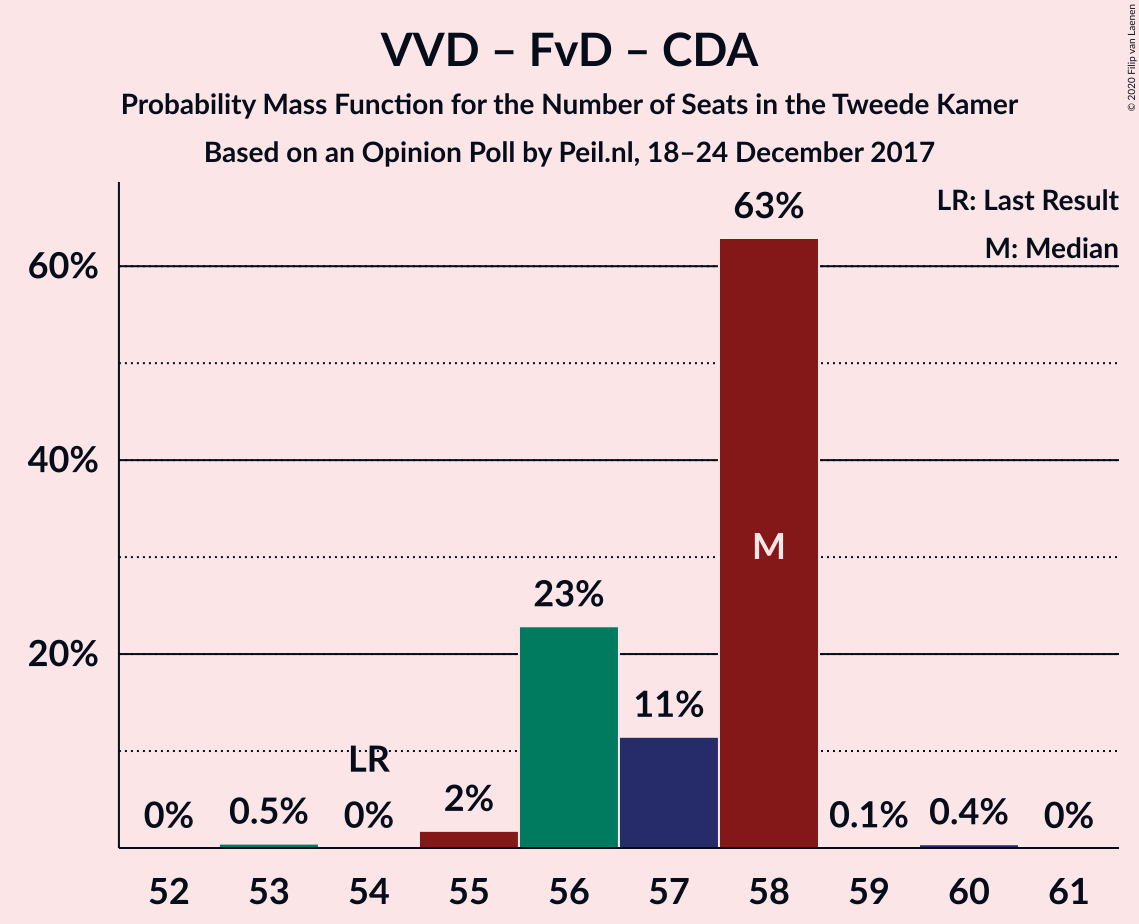 VVD – FvD – CDA
Probability Mass Function for the Number of Seats in the Tweede Kamer
Based on an Opinion Poll by Peil.nl, 18–24 December 2017
© 2020 Filip van Laenen
LR: Last Result
M: Median
60%
40%
20%
0%
0.5%
LR
0%
2%
23%
11%
63%
M
0.1%
0.4%
0%
52 53 54 55 56 57 58 59 60 61